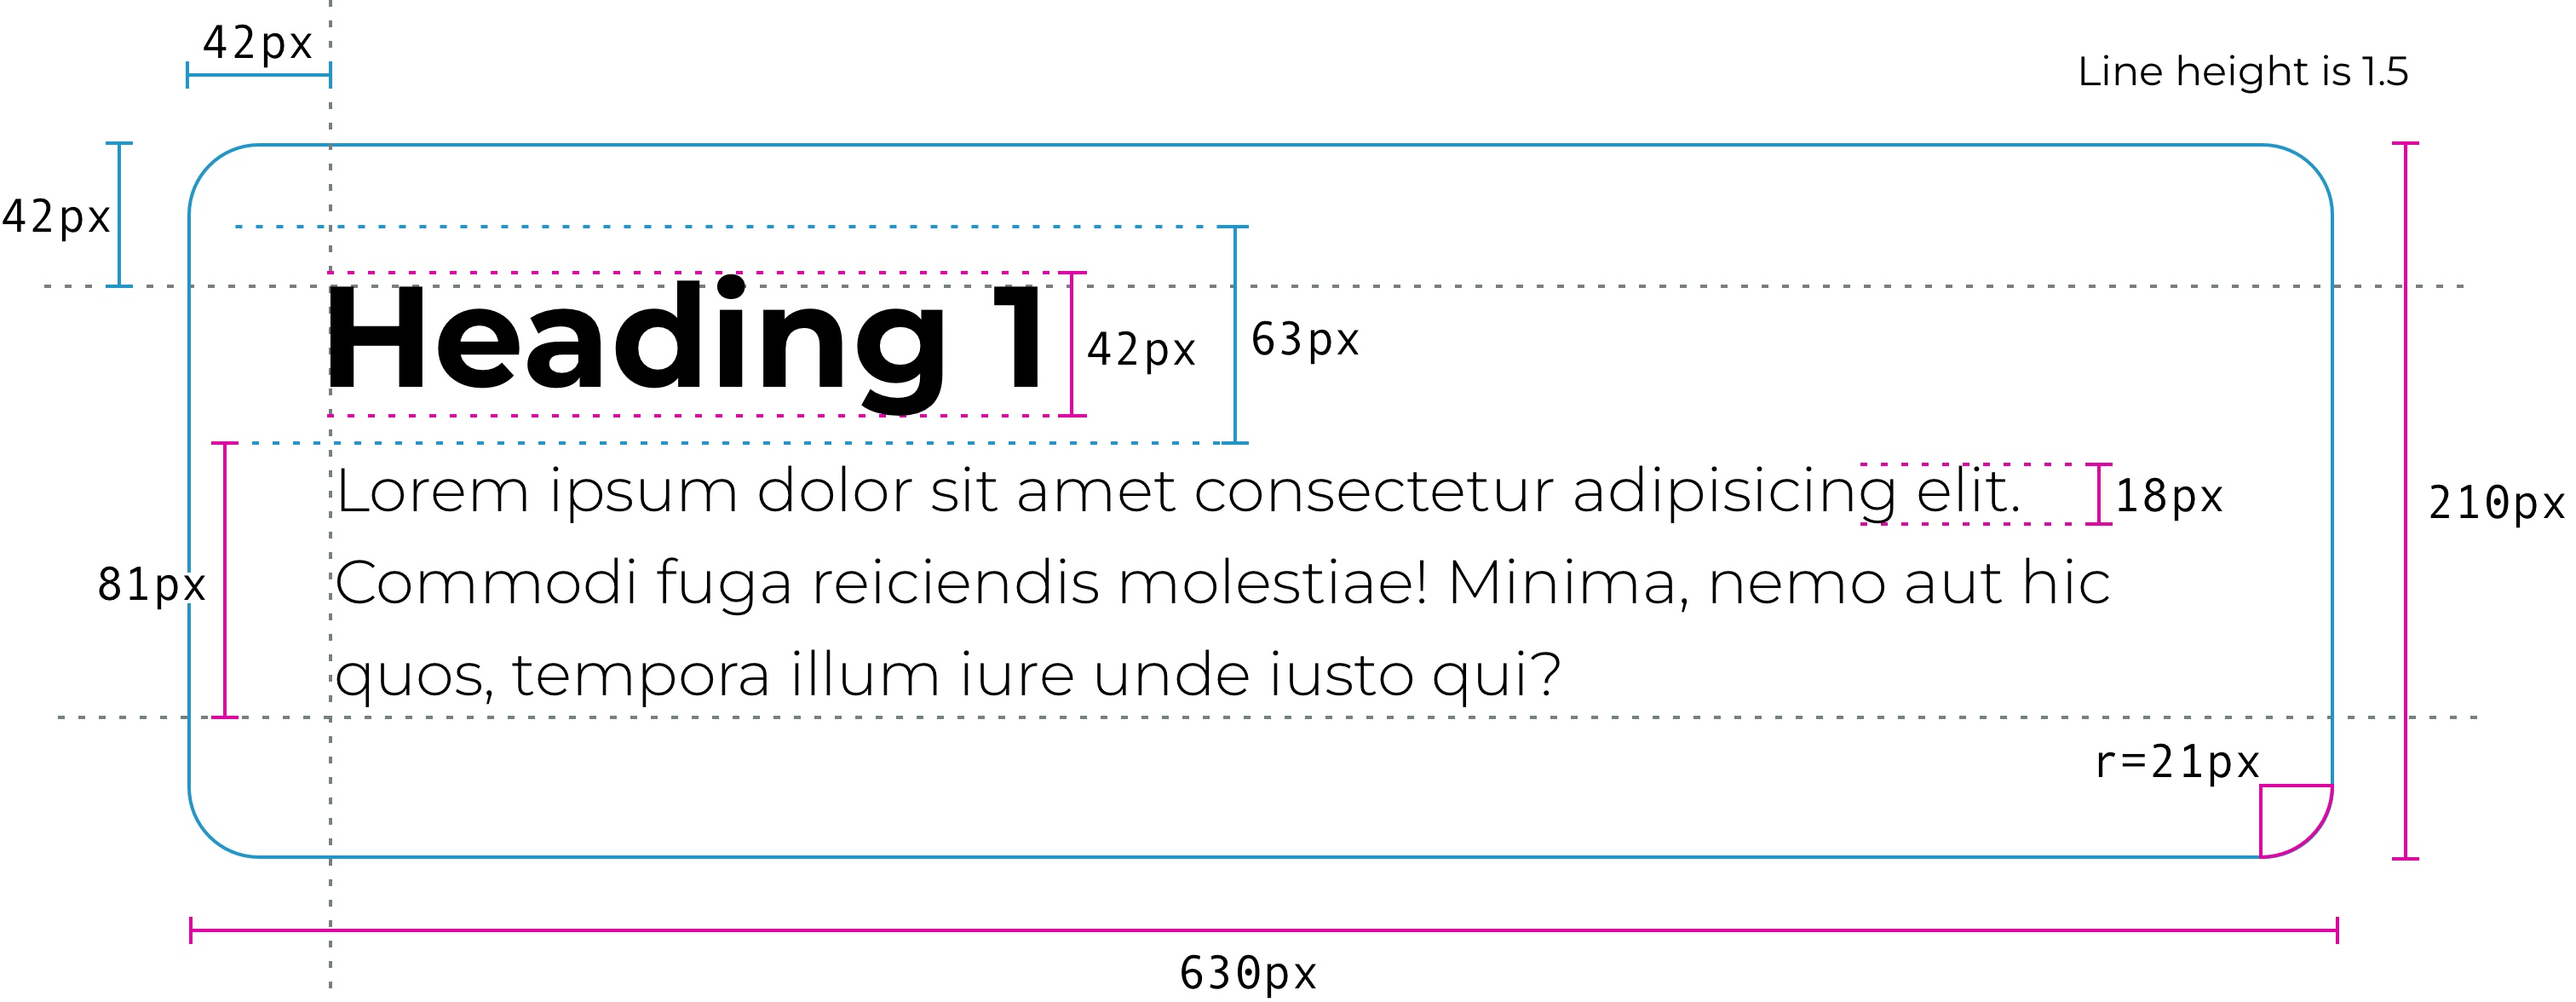 42px
Line height is 1.5
42px
Heading 1
42px
63px
Lorem ipsum dolor sit amet consectetur adipisicing elit.
18px
210px
81px
Commodi fuga reiciendis molestiae! Minima, nemo aut hic
quos, tempora illum iure unde iusto qui?
r=21px
630px